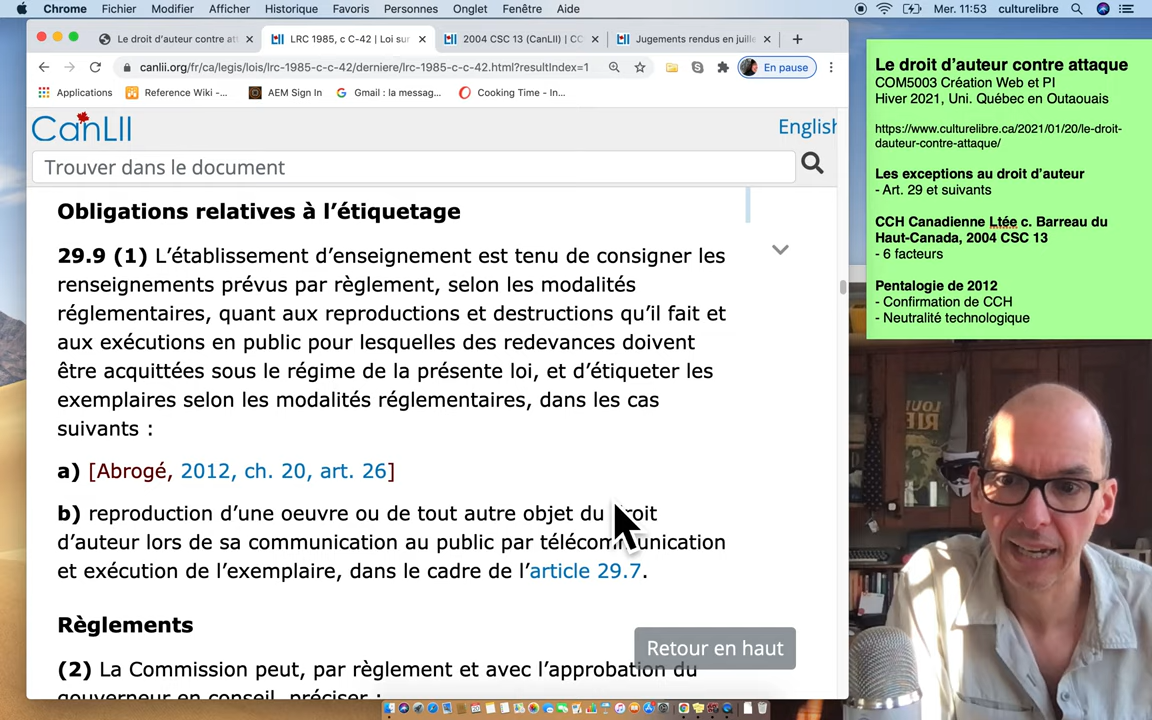 Chrome Fichier Modifier Afficher Historique Favoris Personnes Onglet Fenêtre Aide Mer. 11:53 culturelibre
Le droit d'auteur contre att
LRC 1985, c C-42 | Loi sur
2004 CSC 13 (CanLII) | CC
Jugements rendus en juille
canlii.org/fr/ca/legis/lois/lrc-1985-c-c-42/derniere/lrc-1985-c-c-42.html?resultIndex=1
En pause
Applications Reference Wiki -... AEM Sign In Gmail : la messag... Cooking Time - In...
CanLII
English
Trouver dans le document
Obligations relatives à l'étiquetage
29.9 (1) L'établissement d'enseignement est tenu de consigner les
renseignements prévus par règlement, selon les modalités
réglementaires, quant aux reproductions et destructions qu'il fait et
aux exécutions en public pour lesquelles des redevances doivent
être acquittées sous le régime de la présente loi, et d'étiqueter les
exemplaires selon les modalités réglementaires, dans les cas
suivants :
a) [Abrogé, 2012, ch. 20, art. 26]
b) reproduction d'une oeuvre ou de tout autre objet du droit
d'auteur lors de sa communication au public par télécommunication
et exécution de l'exemplaire, dans le cadre de l'article 29.7.
Règlements
(2) La Commission peut, par règlement et avec l'approbation du
gouverneur en conseil, préciser :
Retour en haut
Le droit d'auteur contre attaque
COM5003 Création Web et PI
Hiver 2021, Uni. Québec en Outaouais
https://www.culturelibre.ca/2021/01/20/le-droit-
dauteur-contre-attaque/
Les exceptions au droit d'auteur
- Art. 29 et suivants
CCH Canadienne Ltée c. Barreau du
Haut-Canada, 2004 CSC 13
- 6 facteurs
Pentalogie de 2012
- Confirmation de CCH
- Neutralité technologique